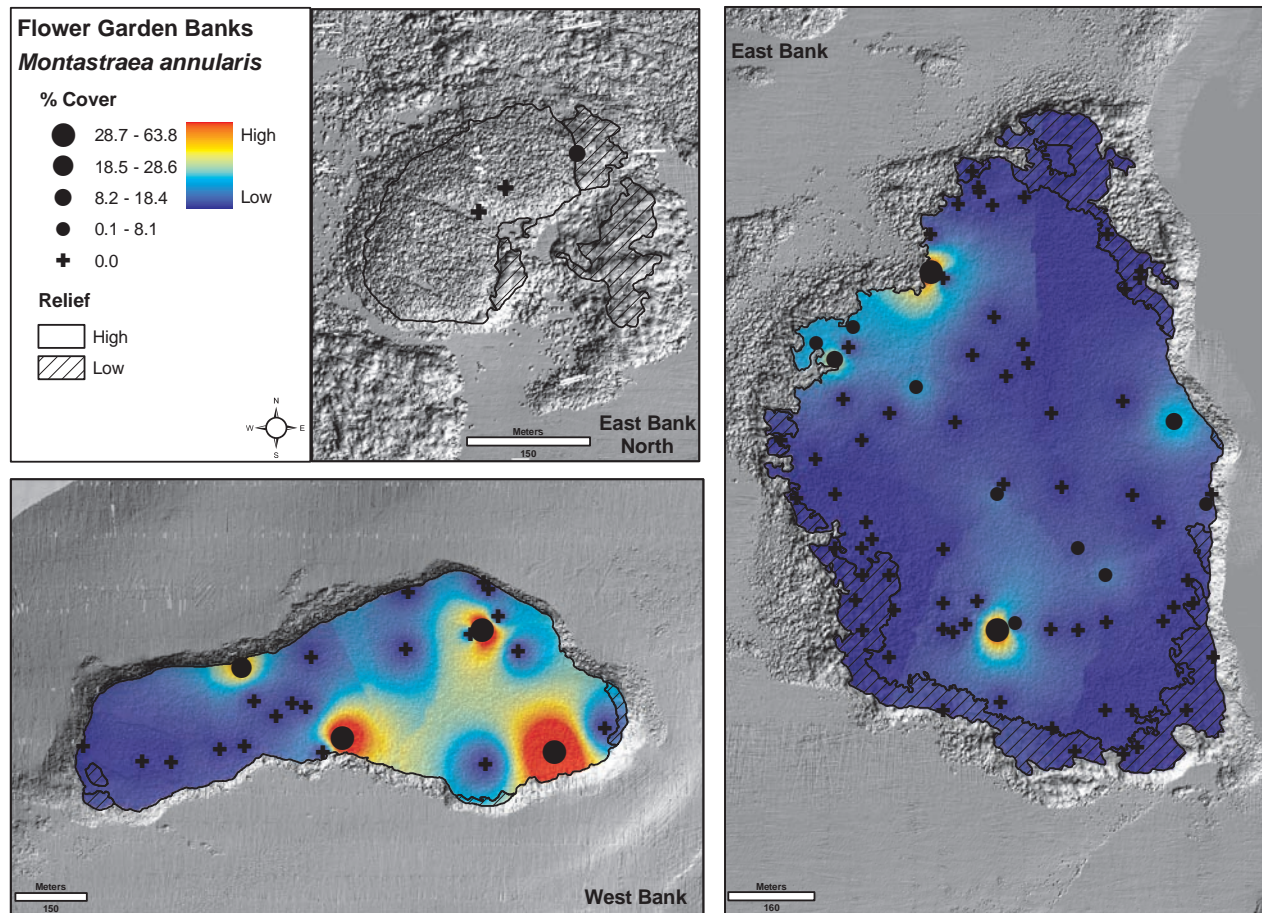 Flower Garden Banks
Montastraea annularis
% Cover
28.7 - 63.8
18.5 - 28.6
8.2 - 18.4
0.1 - 8.1
0.0
High
Low
Relief
High
Low
N
W E
S
Meters
150
East Bank
North
East Bank
Meters
160
Meters
150
West Bank